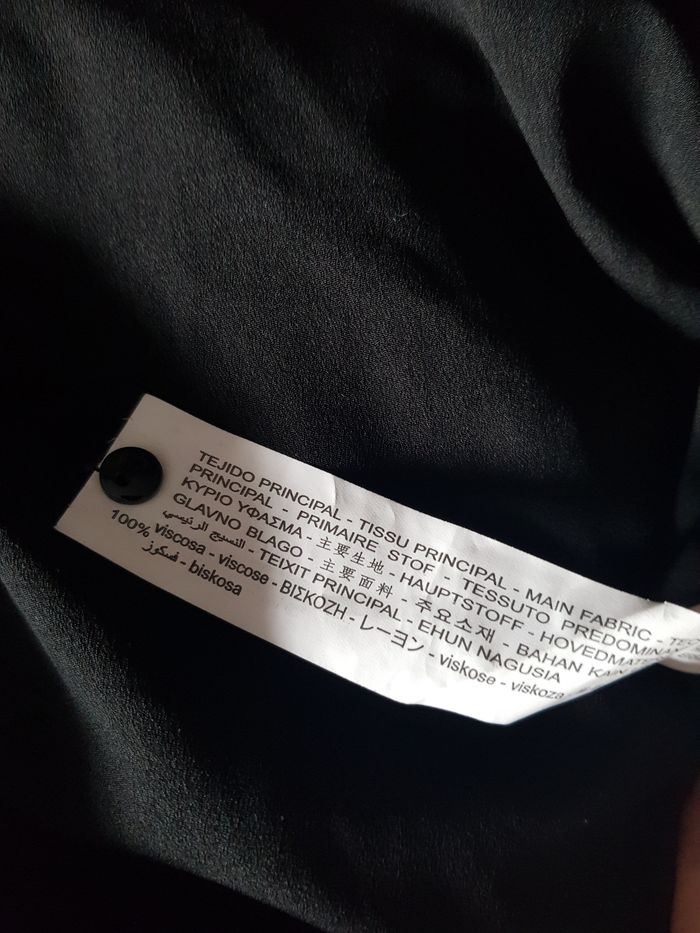 TEJIDO PRINCIPAL - TISSU PRINCIPAL - MAIN FABRIC -
PRINCIPAL - PRIMAIRE STOF - TESSUTO
ΚΥΡΙΟ ΥΦΑΣΜΑ - 主要生地 - HAUPTSTOFF -
GLAVNO BLAGO - 主要面料 - 주요소재 - BAHAN KAIN
النسيج الرئيسي - TEIXIT PRINCIPAL - EHUN NAGUSIA
100% viscosa - viscose - ΒΙΣΚΟΖΗ - レーヨン - viskose - viskoza
فسكوز - biskosa